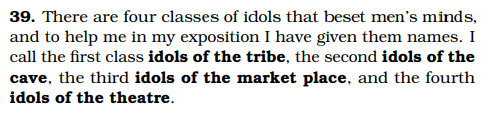 39. There are four classes of idols that beset men's minds,
and to help me in my exposition I have given them names. I
call the first class idols of the tribe, the second idols of the
cave, the third idols of the market place, and the fourth
idols of the theatre.